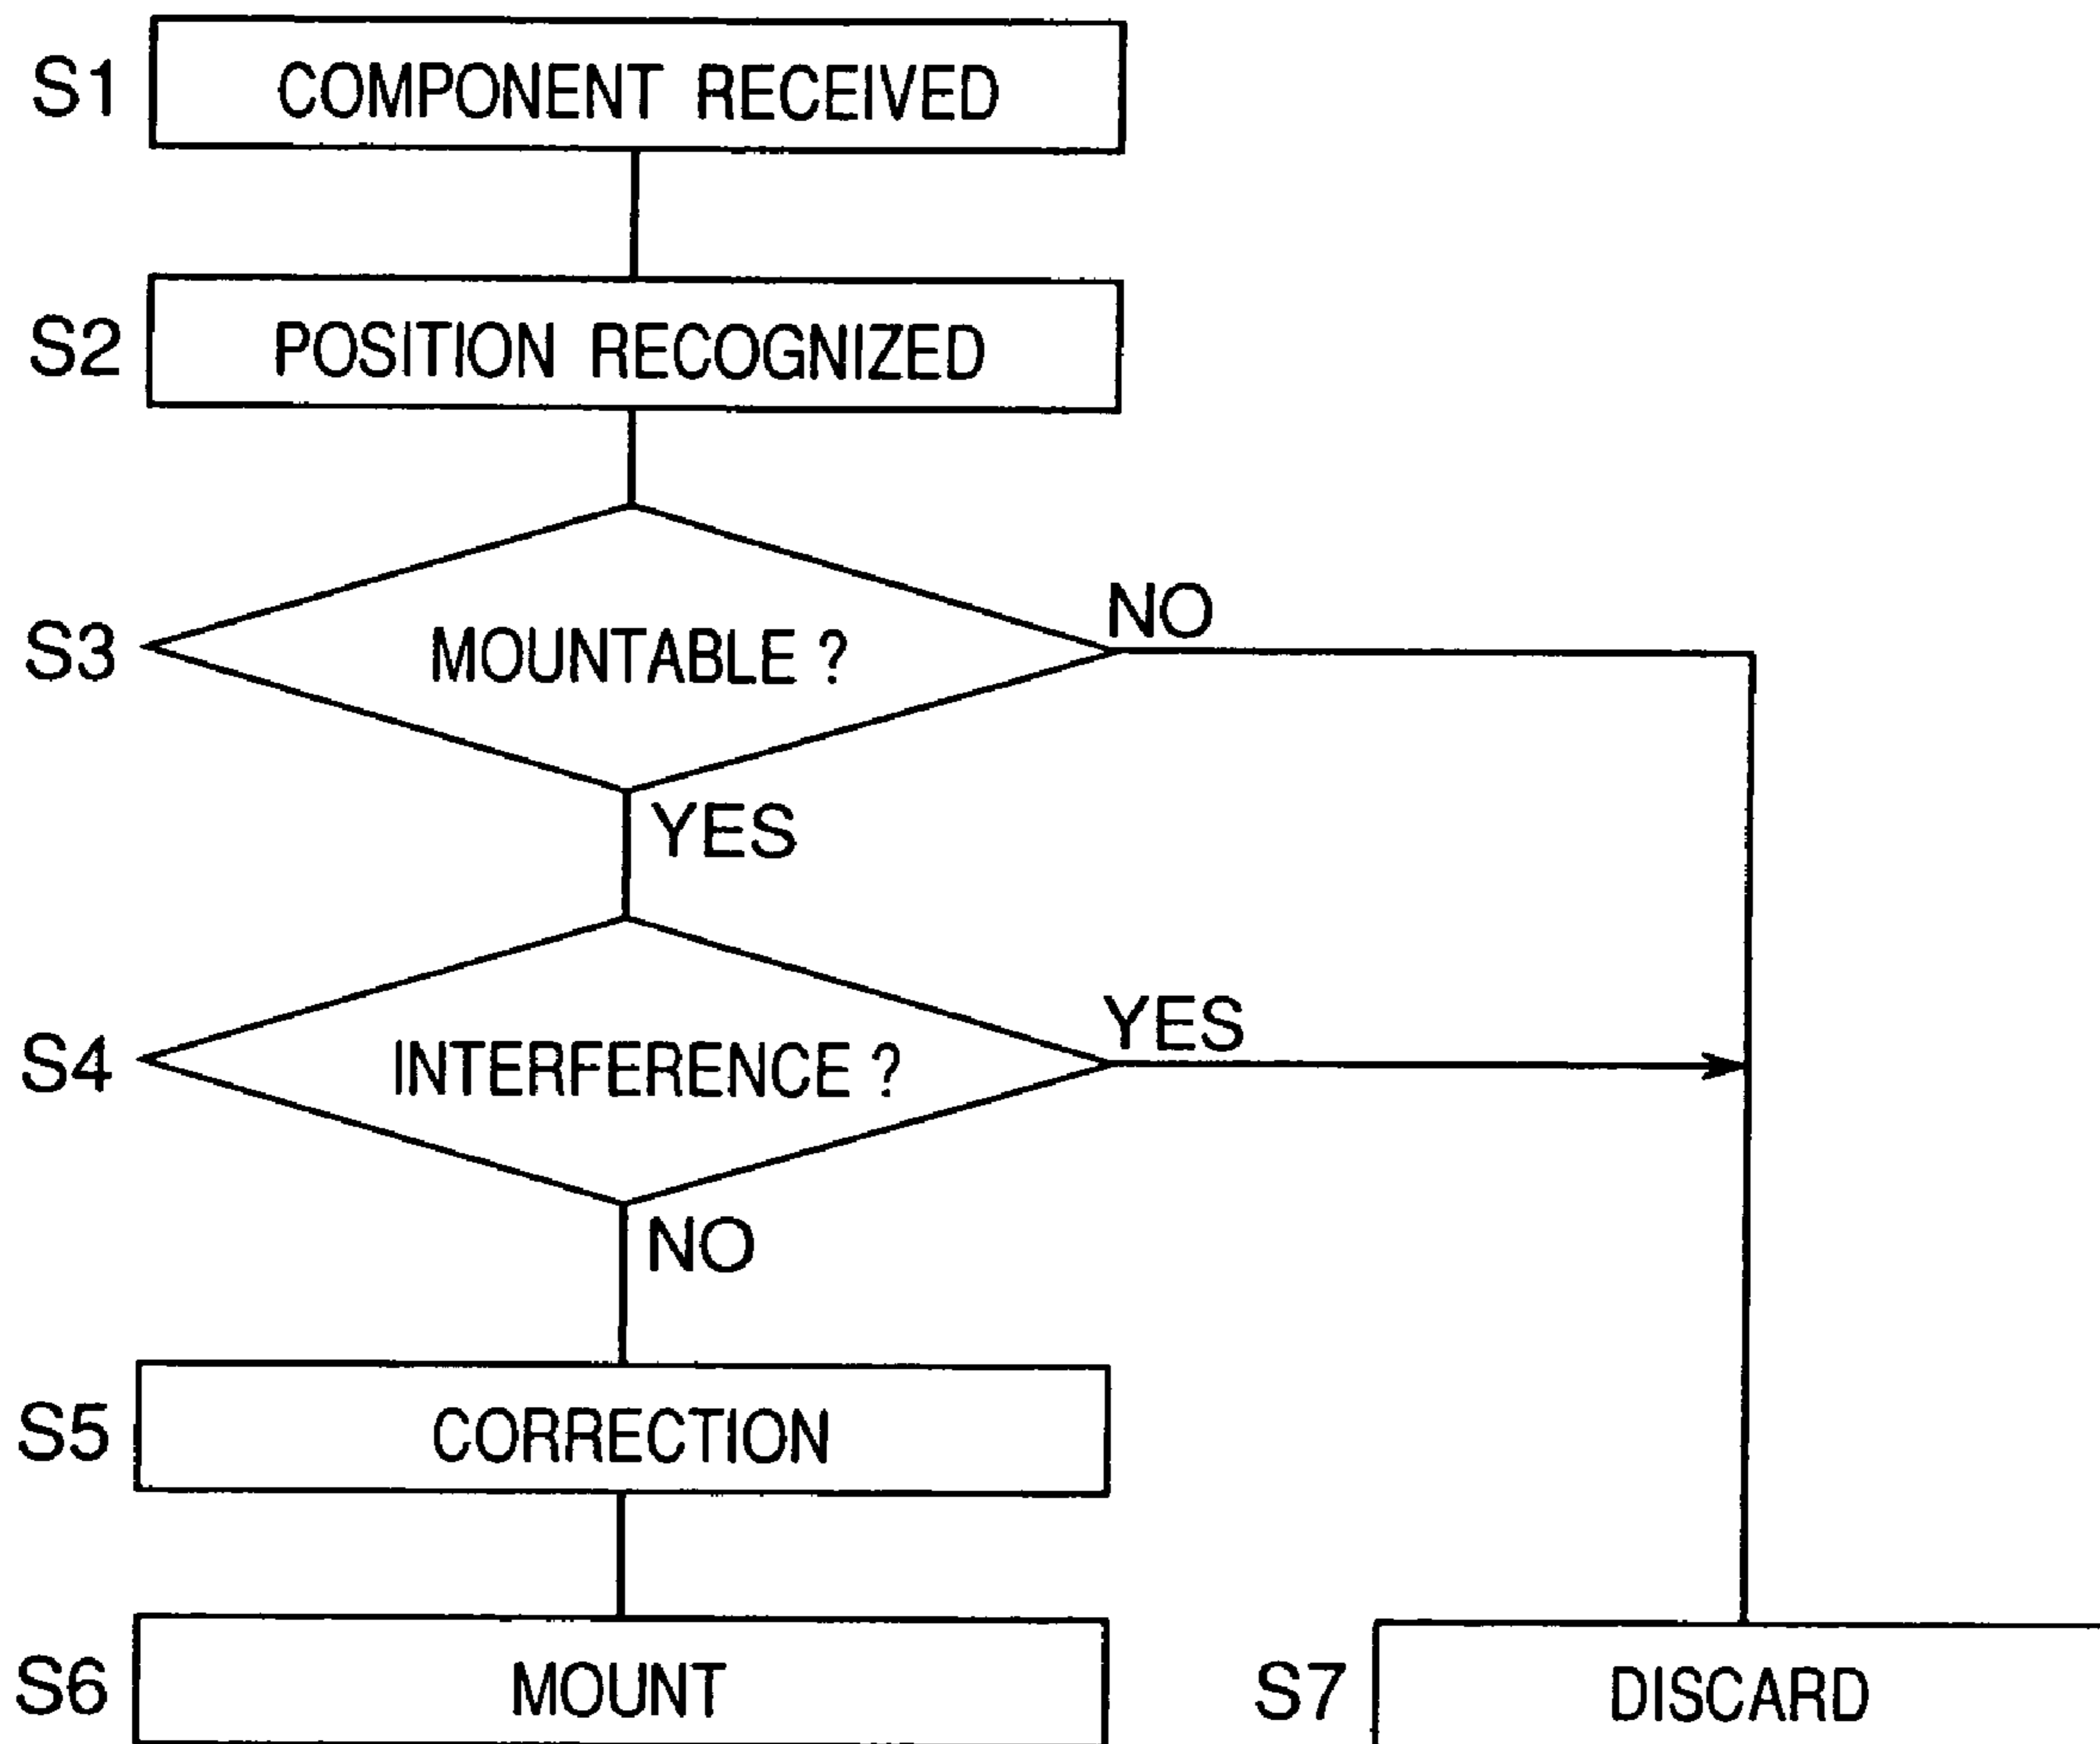 S1 COMPONENT RECEIVED
S2 POSITION RECOGNIZED
S3 MOUNTABLE ? NO
YES
S4 INTERFERENCE ? YES
NO
S5 CORRECTION
S6 MOUNT
S7 DISCARD